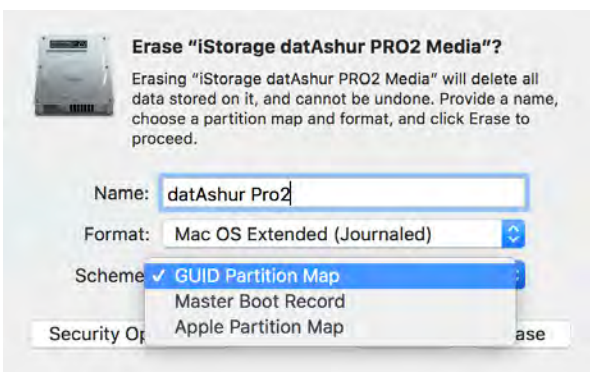 Erase “iStorage datAshur PRO2 Media”?
Erasing “iStorage datAshur PRO2 Media” will delete all
data stored on it, and cannot be undone. Provide a name,
choose a partition map and format, and click Erase to
proceed.
Name: datAshur Pro2
Format: Mac OS Extended (Journaled)
Scheme ✓ GUID Partition Map
Master Boot Record
Apple Partition Map
Security Op ase